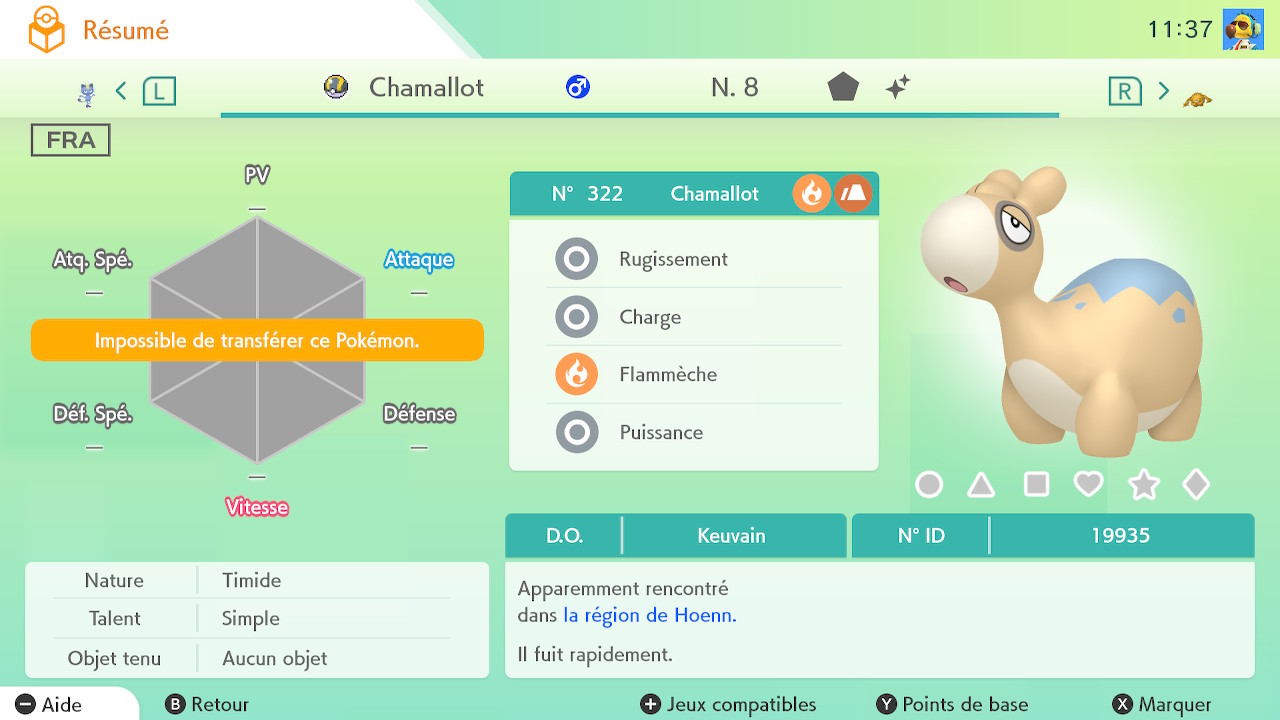 Résumé
11:37
L
Chamallot
N. 8
R
FRA
PV
—
Atq. Spé.
—
Attaque
—
Impossible de transférer ce Pokémon.
Déf. Spé.
—
Défense
—
—
Vitesse
N° 322 Chamallot
Rugissement
Charge
Flammèche
Puissance
D.O. Keuvain
N° ID 19935
Nature Timide
Talent Simple
Objet tenu Aucun objet
Apparemment rencontré
dans la région de Hoenn.
Il fuit rapidement.
Aide
B Retour
Jeux compatibles
Y Points de base
X Marquer